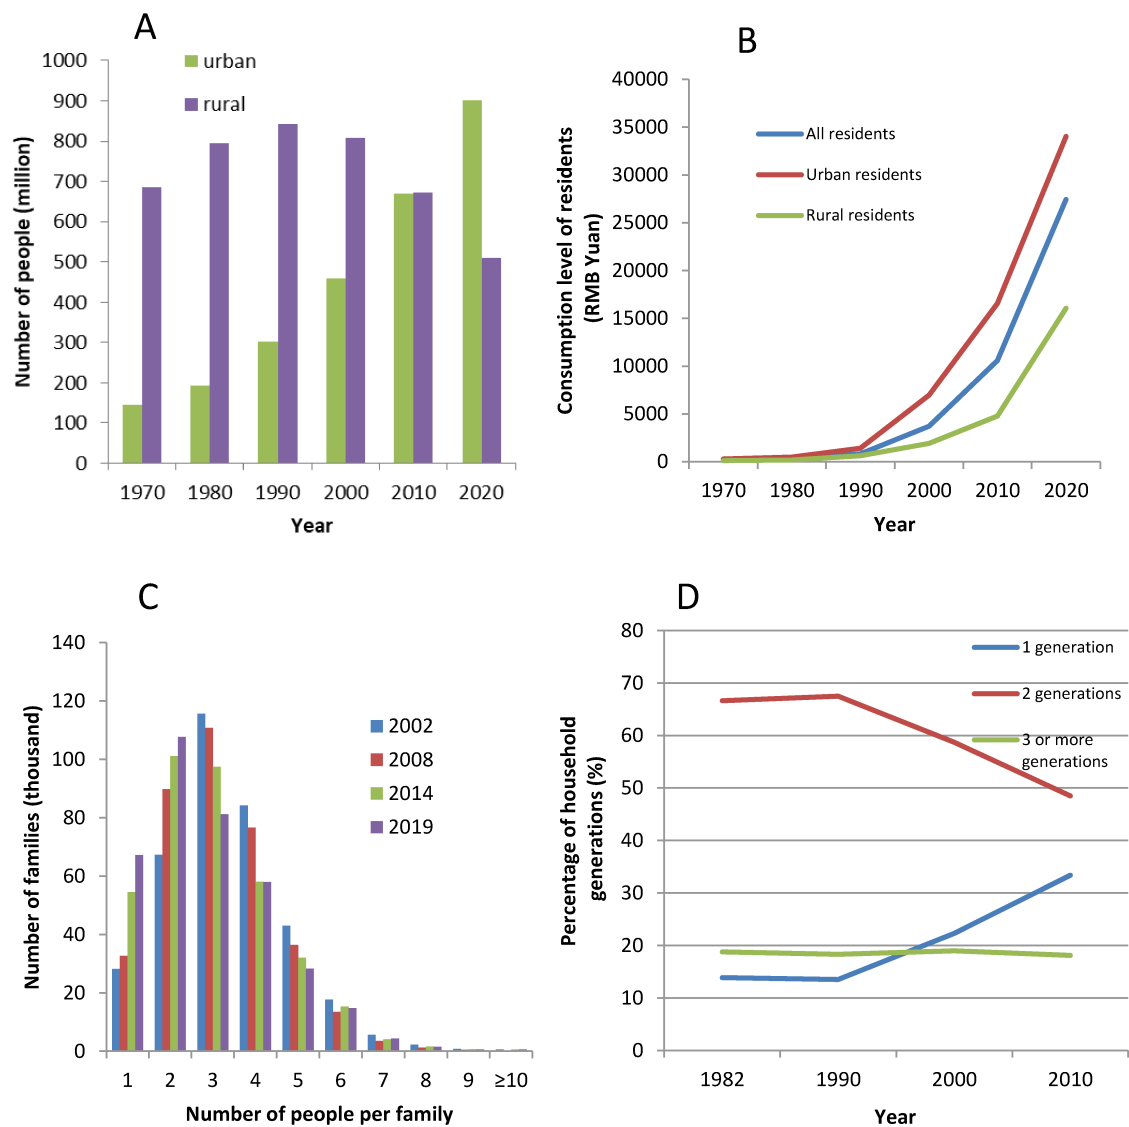 A
1000
900
800
700
600
500
400
300
200
100
0
Number of people (million)
urban
rural
1970 1980 1990 2000 2010 2020
Year
B
40000
35000
30000
25000
20000
15000
10000
5000
0
Consumption level of residents
(RMB Yuan)
All residents
Urban residents
Rural residents
1970 1980 1990 2000 2010 2020
Year
C
140
120
100
80
60
40
20
0
Number of families (thousand)
2002
2008
2014
2019
1 2 3 4 5 6 7 8 9 ≥10
Number of people per family
D
80
70
60
50
40
30
20
10
0
Percentage of household
generations (%)
1 generation
2 generations
3 or more
generations
1982 1990 2000 2010
Year